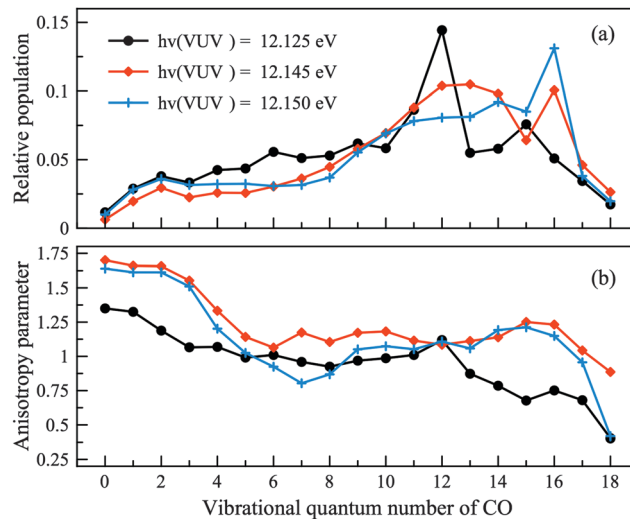 0.15
(a)
hν(VUV ) = 12.125 eV
hν(VUV ) = 12.145 eV
hν(VUV ) = 12.150 eV
0.1
0.05
0
Relative population
1.75
(b)
1.5
1.25
1
0.75
0.5
0.25
Anisotropy parameter
0 2 4 6 8 10 12 14 16 18
Vibrational quantum number of CO